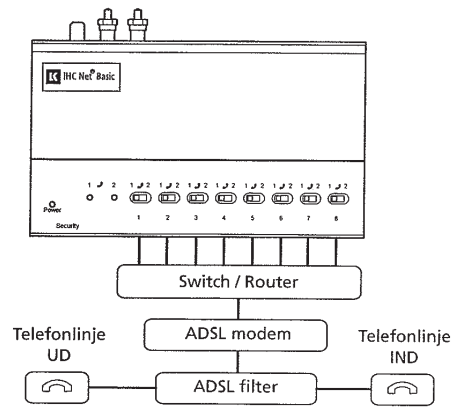 IHC Net® Basic
1 2 1 2 1 2 1 2 1 2 1 2 1 2 1 2 1 2
Power
Security
1 2 3 4 5 6 7 8
Switch / Router
ADSL modem
Telefonlinje
UD
Telefonlinje
IND
ADSL filter